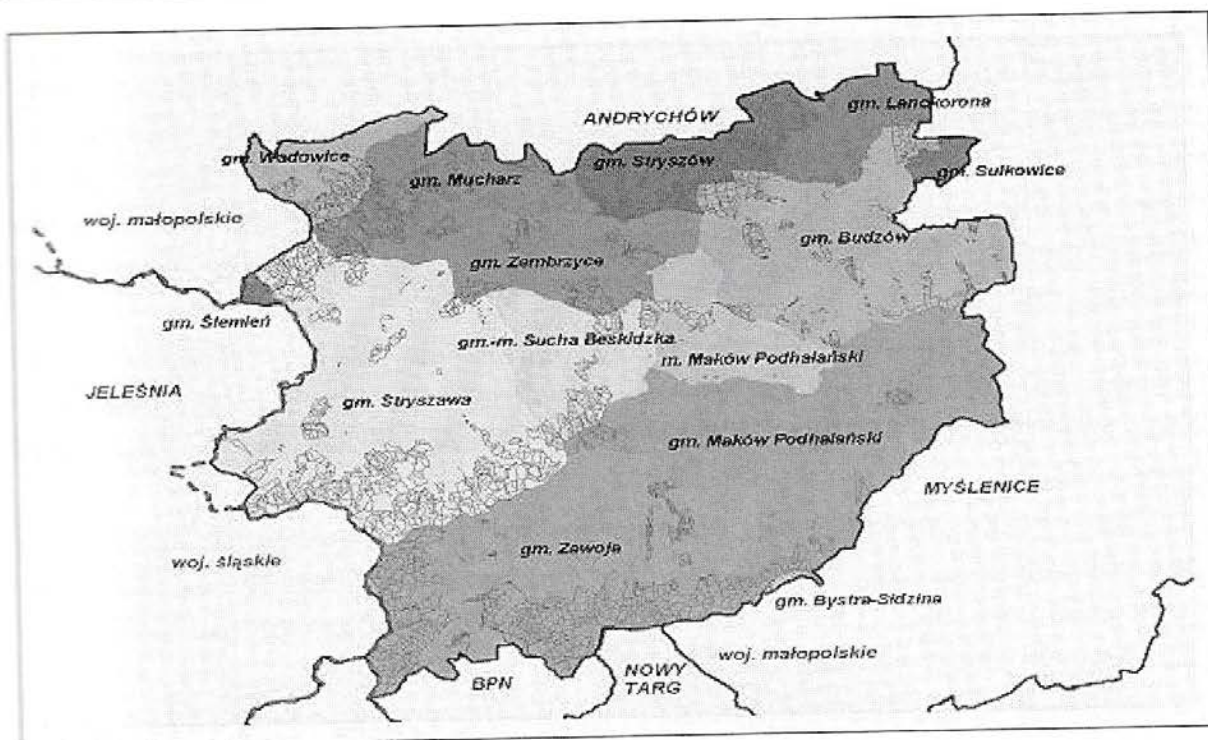 ANDRYCHÓW
gm. Lanckorona
gm. Wadowice
gm. Stryszów
gm. Mucharz
gm. Sułkowice
woj. małopolskie
gm. Budzów
gm. Zembrzyce
gm. Ślemień
gm.-m. Sucha Beskidzka
m. Maków Podhalański
JELEŚNIA
gm. Stryszawa
gm. Maków Podhalański
MYŚLENICE
gm. Zawoja
woj. śląskie
gm. Bystra-Sidzina
woj. małopolskie
BPN
NOWY
TARG